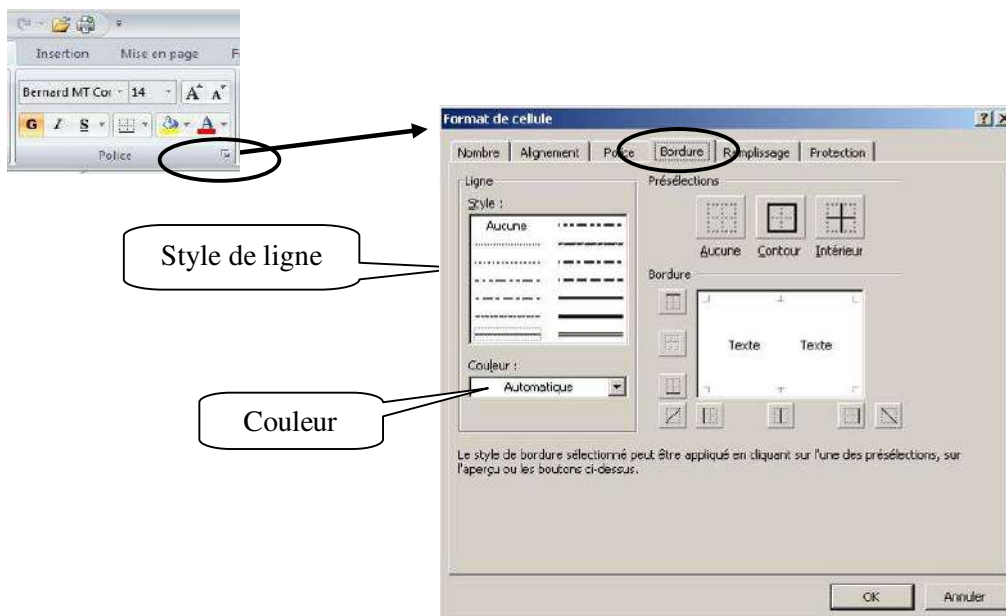 Insertion Mise en page F
Bernard MT Cor 14 A A
G I S A
Police
Format de cellule
Nombre Alignement Police Bordure Remplissage Protection
Ligne
Style :
Aucune
Couleur :
Automatique
Présélections
Aucune Contour Intérieur
Bordure
Texte Texte
Le style de bordure sélectionné peut être appliqué en cliquant sur l'une des présélections, sur
l'aperçu ou les boutons ci-dessus.
OK Annuler
Style de ligne
Couleur